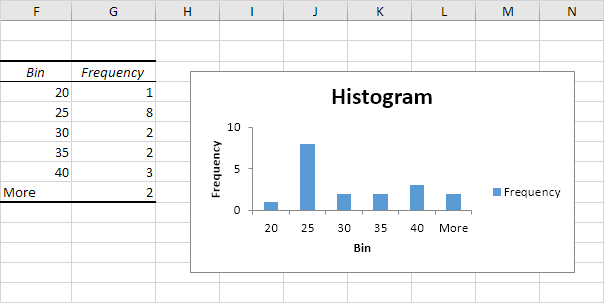 F G H I J K L M N
Bin Frequency
20 1
25 8
30 2
35 2
40 3
More 2
Histogram
Frequency
10
5
0
20 25 30 35 40 More
Bin
Frequency